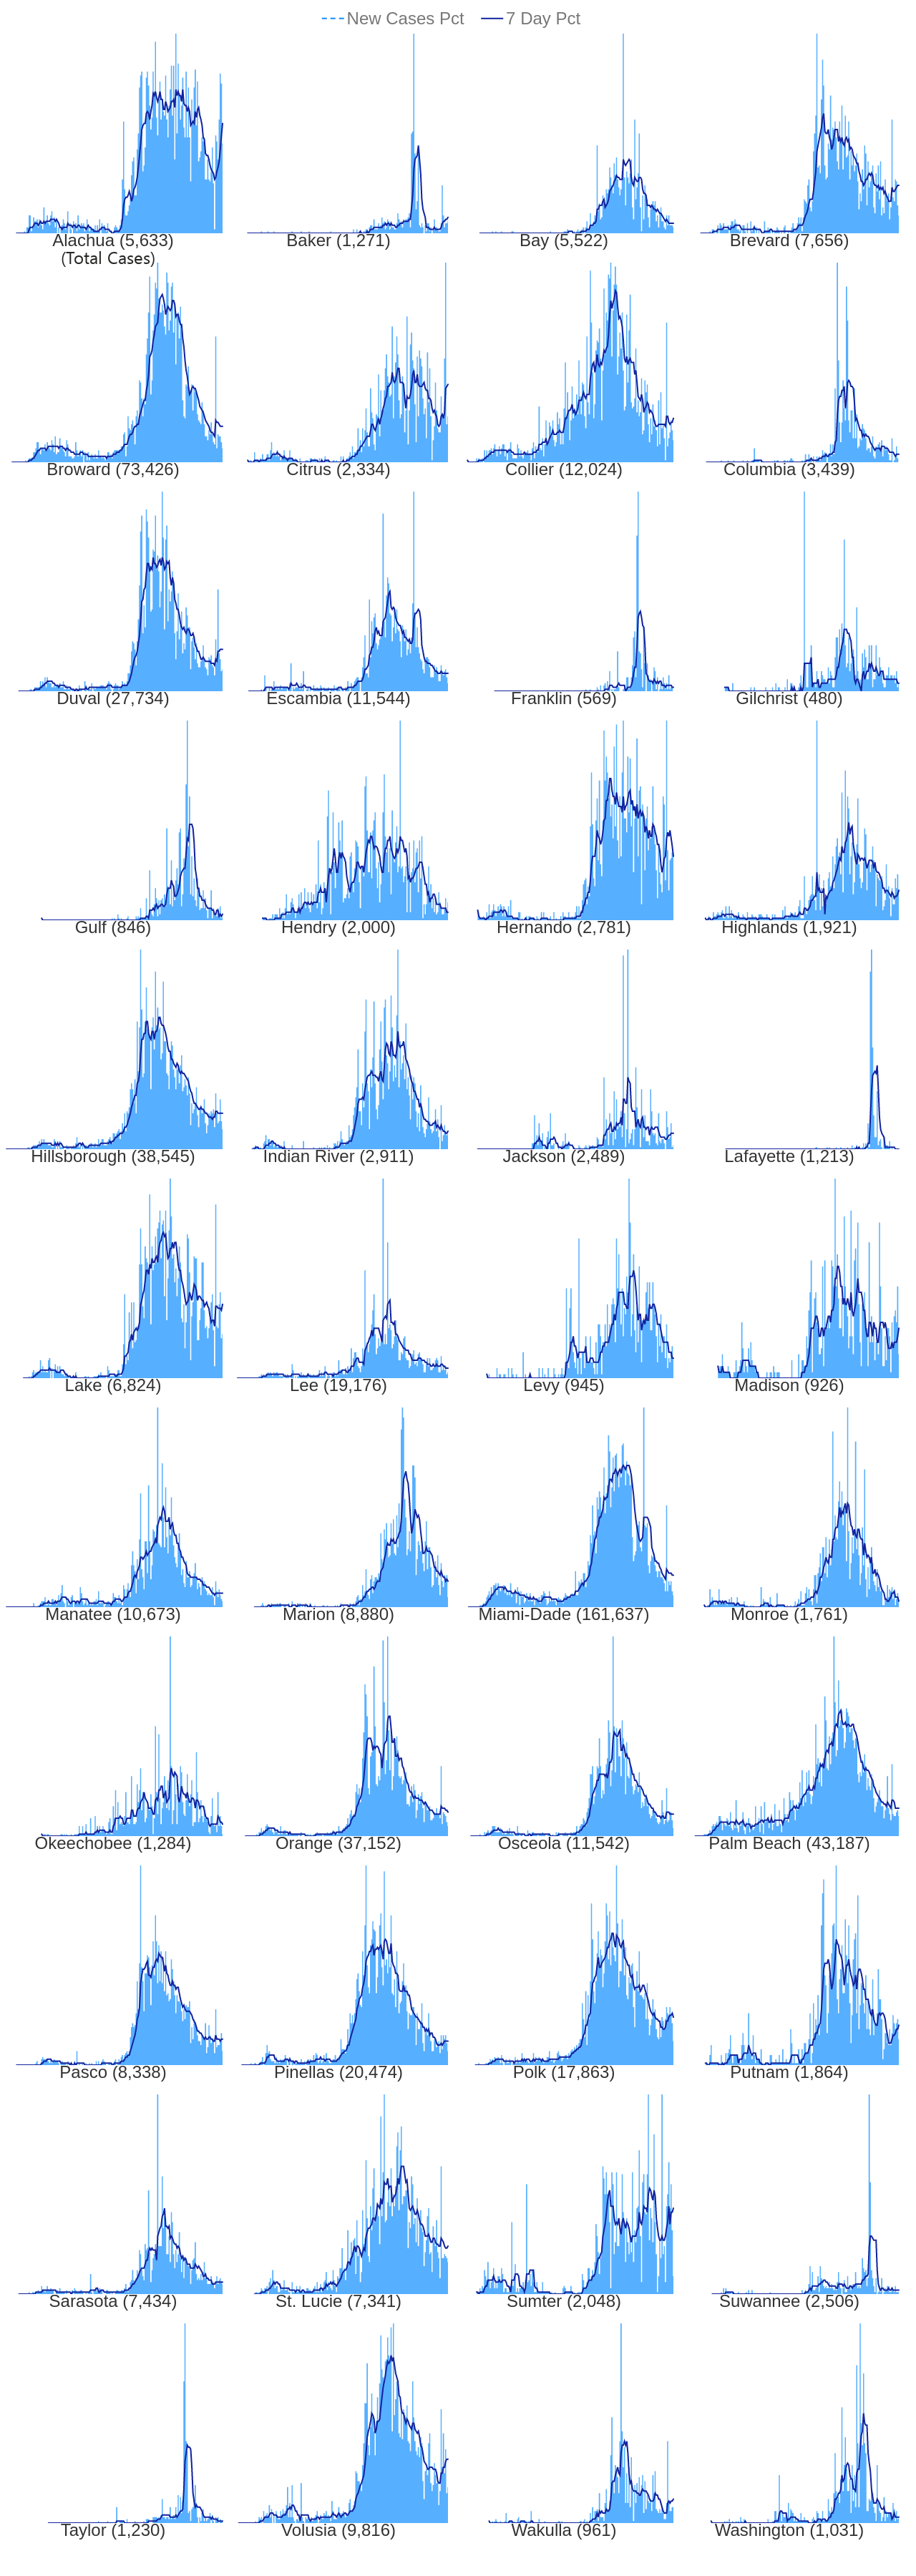 New Cases Pct 7 Day Pct
Alachua (5,633) Baker (1,271) Bay (5,522) Brevard (7,656)
(Total Cases)
Broward (73,426) Citrus (2,334) Collier (12,024) Columbia (3,439)
Duval (27,734) Escambia (11,544) Franklin (569) Gilchrist (480)
Gulf (846) Hendry (2,000) Hernando (2,781) Highlands (1,921)
Hillsborough (38,545) Indian River (2,911) Jackson (2,489) Lafayette (1,213)
Lake (6,824) Lee (19,176) Levy (945) Madison (926)
Manatee (10,673) Marion (8,880) Miami-Dade (161,637) Monroe (1,761)
Okeechobee (1,284) Orange (37,152) Osceola (11,542) Palm Beach (43,187)
Pasco (8,338) Pinellas (20,474) Polk (17,863) Putnam (1,864)
Sarasota (7,434) St. Lucie (7,341) Sumter (2,048) Suwannee (2,506)
Taylor (1,230) Volusia (9,816) Wakulla (961) Washington (1,031)